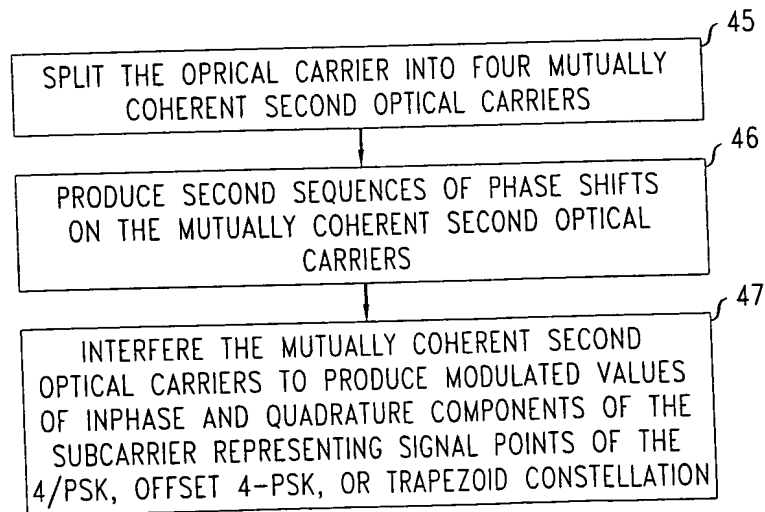 45
SPLIT THE OPRICAL CARRIER INTO FOUR MUTUALLY
COHERENT SECOND OPTICAL CARRIERS
46
PRODUCE SECOND SEQUENCES OF PHASE SHIFTS
ON THE MUTUALLY COHERENT SECOND OPTICAL
CARRIERS
47
INTERFERE THE MUTUALLY COHERENT SECOND
OPTICAL CARRIERS TO PRODUCE MODULATED VALUES
OF INPHASE AND QUADRATURE COMPONENTS OF THE
SUBCARRIER REPRESENTING SIGNAL POINTS OF THE
4/PSK, OFFSET 4-PSK, OR TRAPEZOID CONSTELLATION